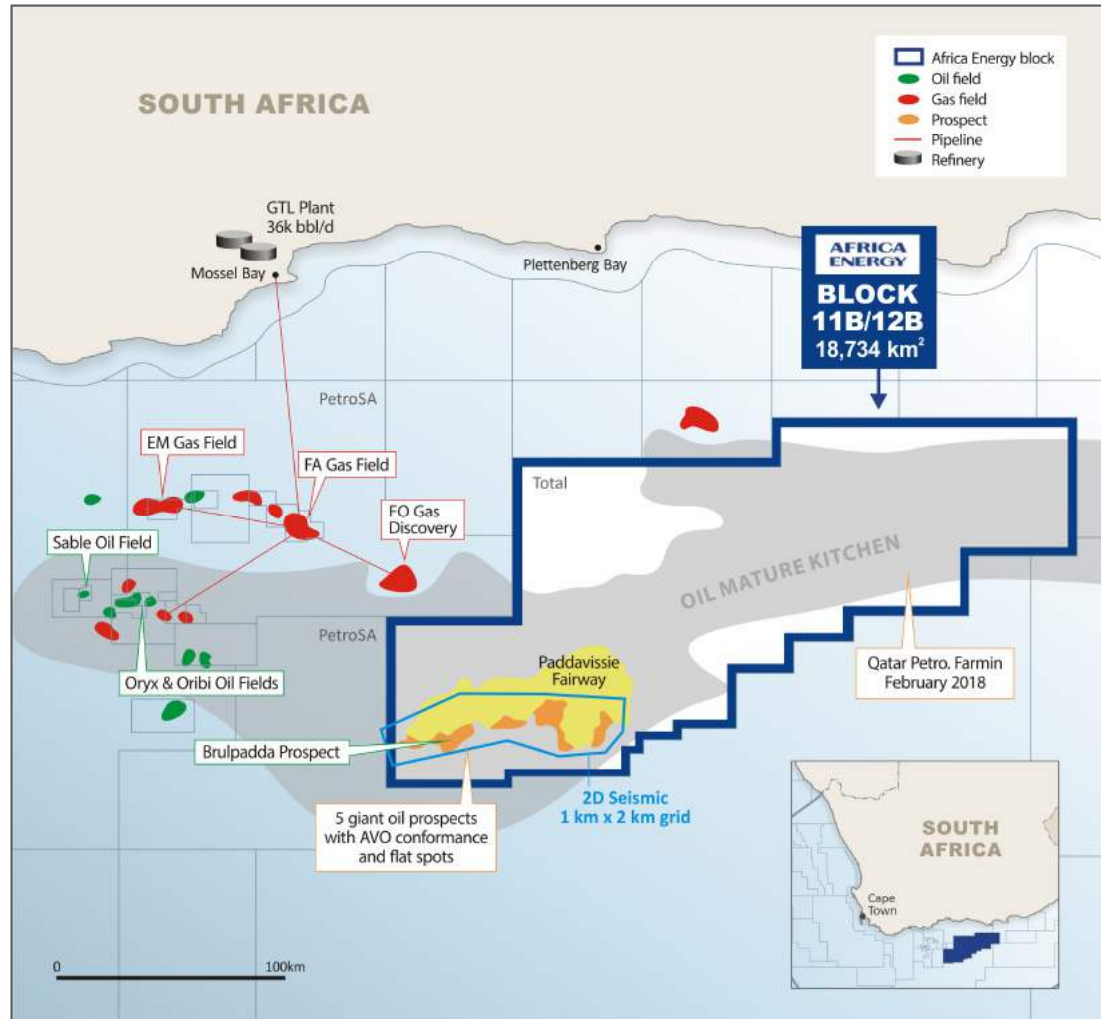 SOUTH AFRICA
Africa Energy block
Oil field
Gas field
Prospect
Pipeline
Refinery
GTL Plant
36k bbl/d
Mossel Bay
Plettenberg Bay
AFRICA
ENERGY
BLOCK
11B/12B
18,734 km²
PetroSA
EM Gas Field
FA Gas Field
Total
FO Gas
Discovery
Sable Oil Field
OIL MATURE KITCHEN
PetroSA
Paddavissie
Fairway
Qatar Petro. Farmin
February 2018
Oryx & Oribi Oil Fields
Brulpadda Prospect
2D Seismic
1 km x 2 km grid
5 giant oil prospects
with AVO conformance
and flat spots
SOUTH
AFRICA
Cape
Town
0
100km